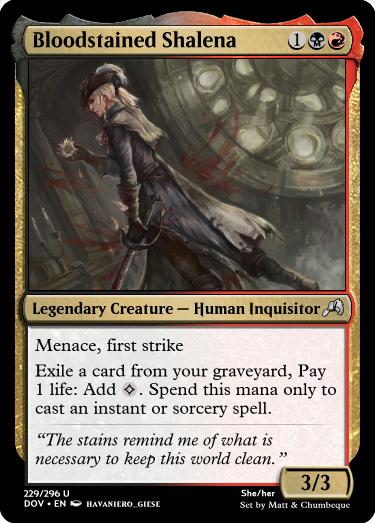 Bloodstained Shalena 1
Legendary Creature — Human Inquisitor
Menace, first strike
Exile a card from your graveyard, Pay
1 life: Add . Spend this mana only to
cast an instant or sorcery spell.
“The stains remind me of what is
necessary to keep this world clean.”
3/3
229/296 U She/her
DOV • EN HAVANIERO_GIESE Set by Matt & Chumbeque